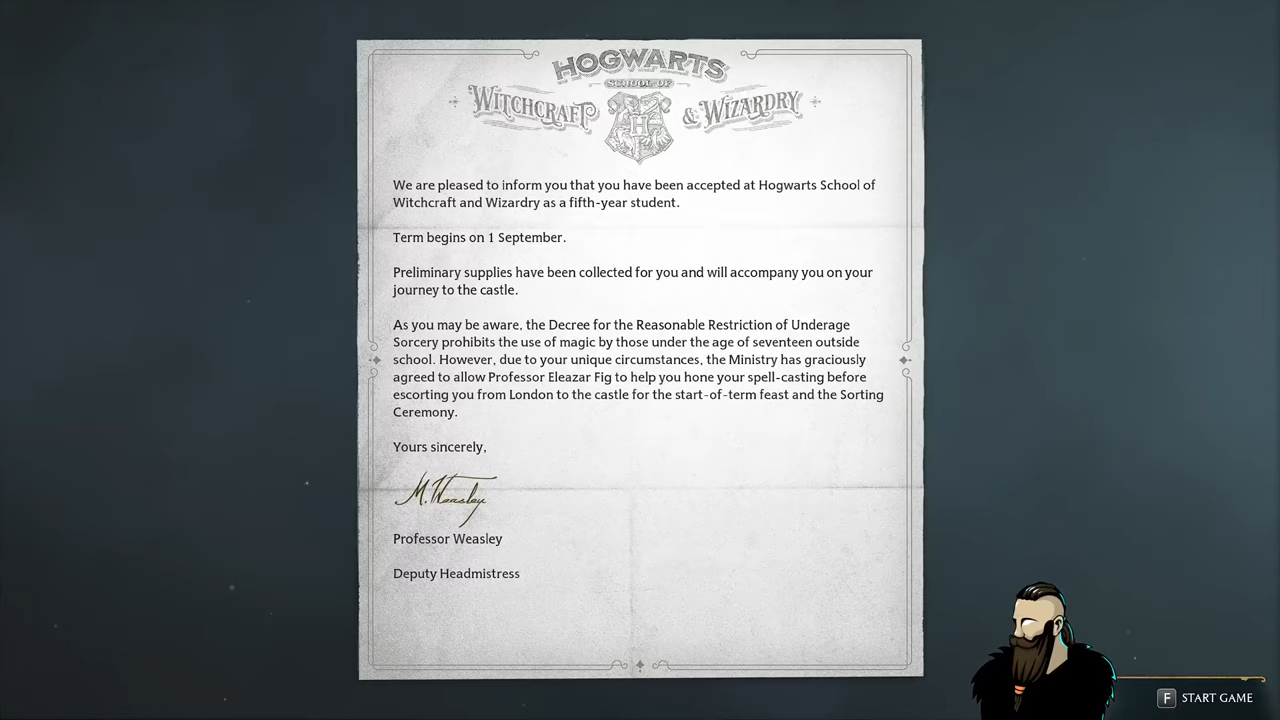 HOGWARTS
SCHOOL OF
WITCHCRAFT & WIZARDRY
H
We are pleased to inform you that you have been accepted at Hogwarts School of
Witchcraft and Wizardry as a fifth-year student.
Term begins on 1 September.
Preliminary supplies have been collected for you and will accompany you on your
journey to the castle.
As you may be aware, the Decree for the Reasonable Restriction of Underage
Sorcery prohibits the use of magic by those under the age of seventeen outside
school. However, due to your unique circumstances, the Ministry has graciously
agreed to allow Professor Eleazar Fig to help you hone your spell-casting before
escorting you from London to the castle for the start-of-term feast and the Sorting
Ceremony.
Yours sincerely,
M. Weasley
Professor Weasley
Deputy Headmistress
F START GAME